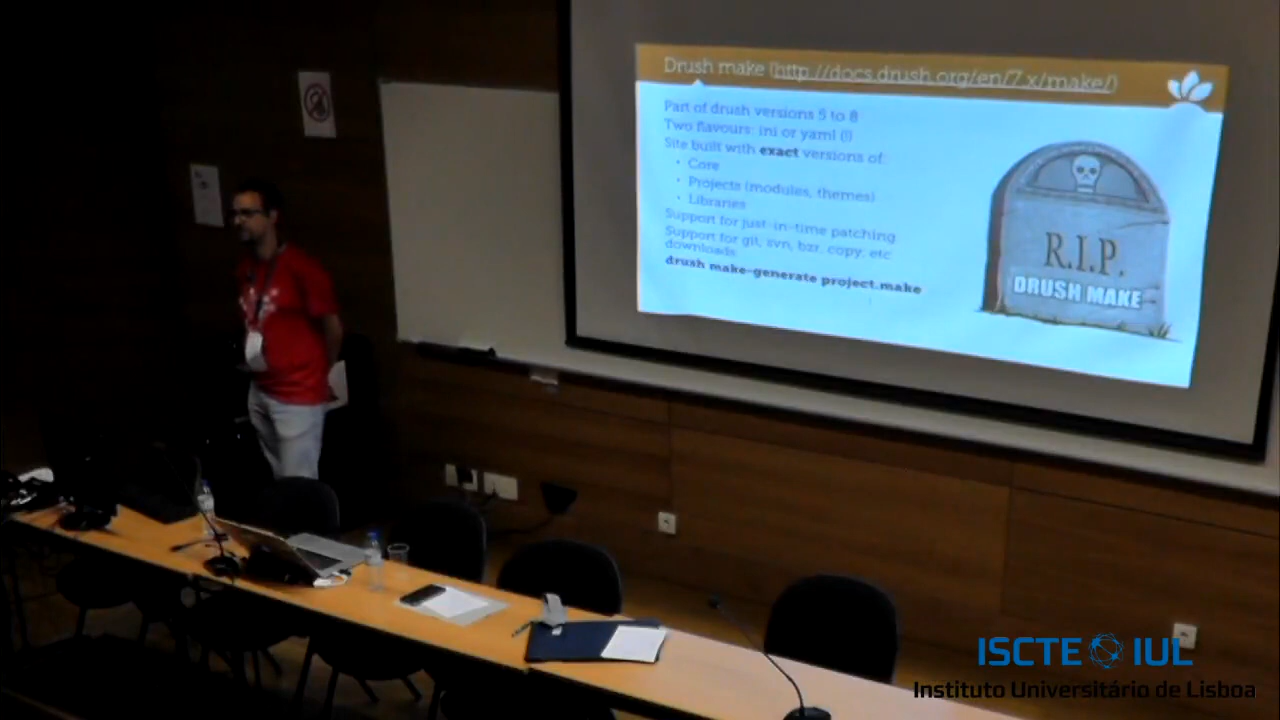 Drush make (http://docs.drush.org/en/7.x/make/)
Part of drush versions 5 to 8
Two flavours: ini or yaml (!)
Site built with exact versions of:
• Core
• Projects (modules, themes)
• Libraries
Support for just-in-time patching
Support for git, svn, bzr, copy, etc
downloads
drush make-generate project.make
R.I.P.
DRUSH MAKE
ISCTE IUL
Instituto Universitário de Lisboa